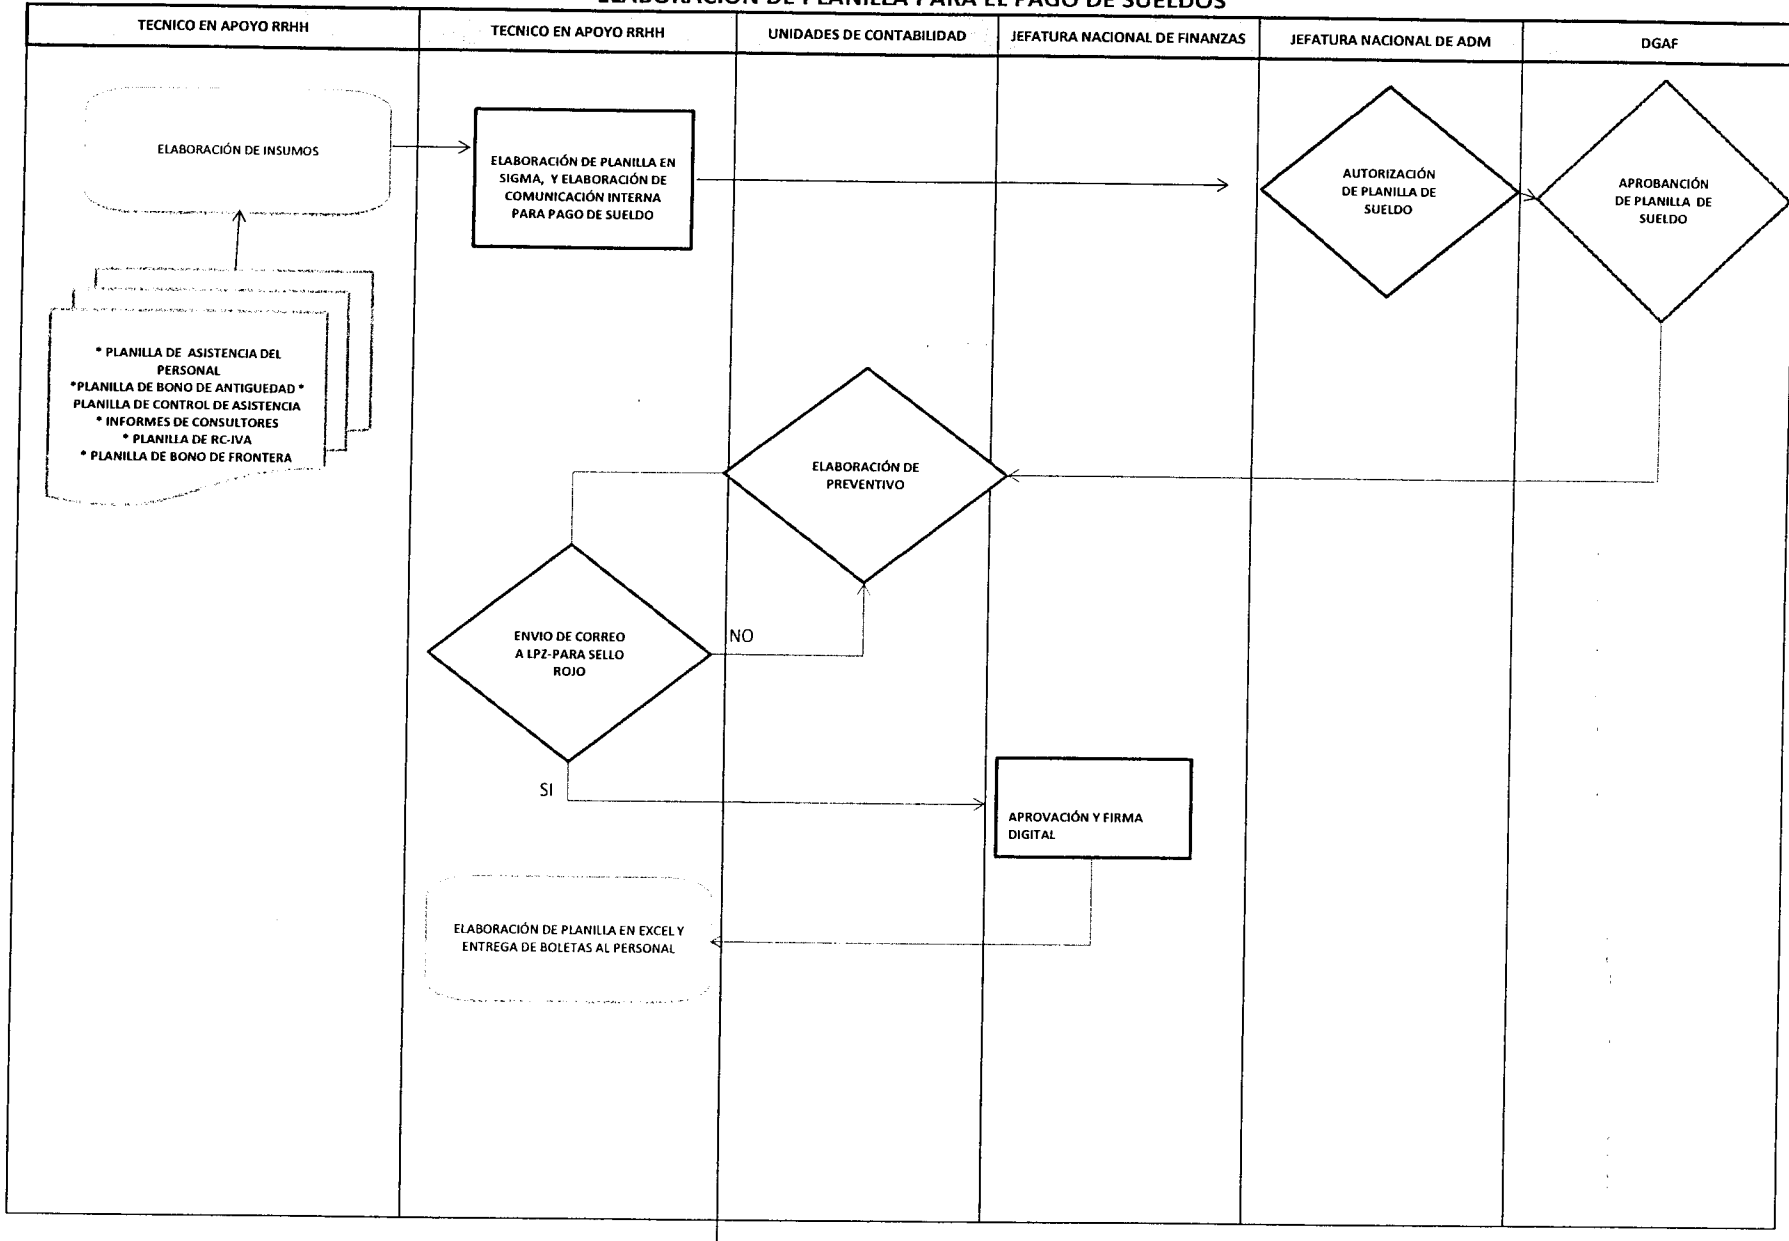 ELABORACIÓN DE PLANILLA PARA EL PAGO DE SUELDOS
TECNICO EN APOYO RRHH
TECNICO EN APOYO RRHH
UNIDADES DE CONTABILIDAD
JEFATURA NACIONAL DE FINANZAS
JEFATURA NACIONAL DE ADM
DGAF
ELABORACIÓN DE INSUMOS
ELABORACIÓN DE PLANILLA EN
SIGMA, Y ELABORACIÓN DE
COMUNICACIÓN INTERNA
PARA PAGO DE SUELDO
AUTORIZACIÓN
DE PLANILLA DE
SUELDO
APROBANCIÓN
DE PLANILLA DE
SUELDO
* PLANILLA DE ASISTENCIA DEL
PERSONAL
*PLANILLA DE BONO DE ANTIGUEDAD *
PLANILLA DE CONTROL DE ASISTENCIA
* INFORMES DE CONSULTORES
* PLANILLA DE RC-IVA
* PLANILLA DE BONO DE FRONTERA
ELABORACIÓN DE
PREVENTIVO
ENVIO DE CORREO
A LPZ-PARA SELLO
ROJO
NO
SI
APROVACIÓN Y FIRMA
DIGITAL
ELABORACIÓN DE PLANILLA EN EXCEL Y
ENTREGA DE BOLETAS AL PERSONAL